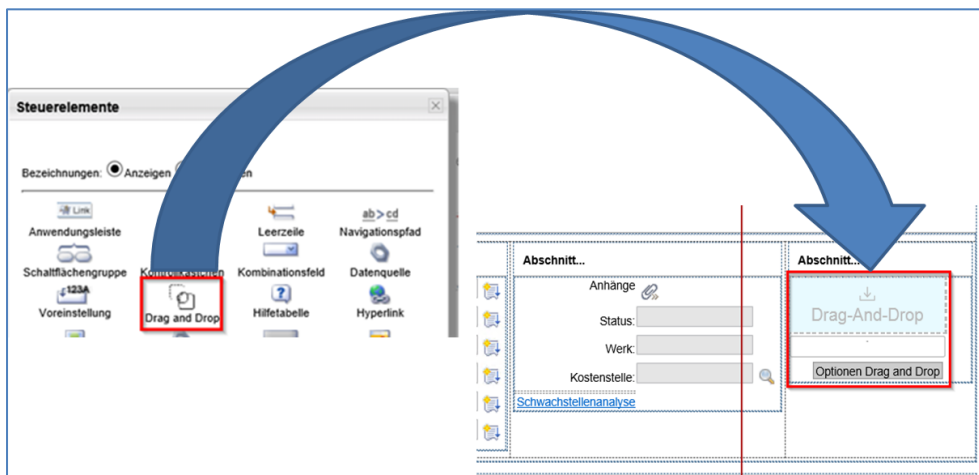 Steuerelemente
Bezeichnungen: Anzeigen
Link
ab>cd
Anwendungsleiste Leerzeile Navigationspfad
Schaltflächengruppe Kontrollkästchen Kombinationsfeld Datenquelle
123A
Voreinstellung Drag and Drop Hilfetabelle Hyperlink
Abschnitt...
Anhänge
Status:
Werk:
Kostenstelle:
Schwachstellenanalyse
Abschnitt...
Drag-And-Drop
Optionen Drag and Drop